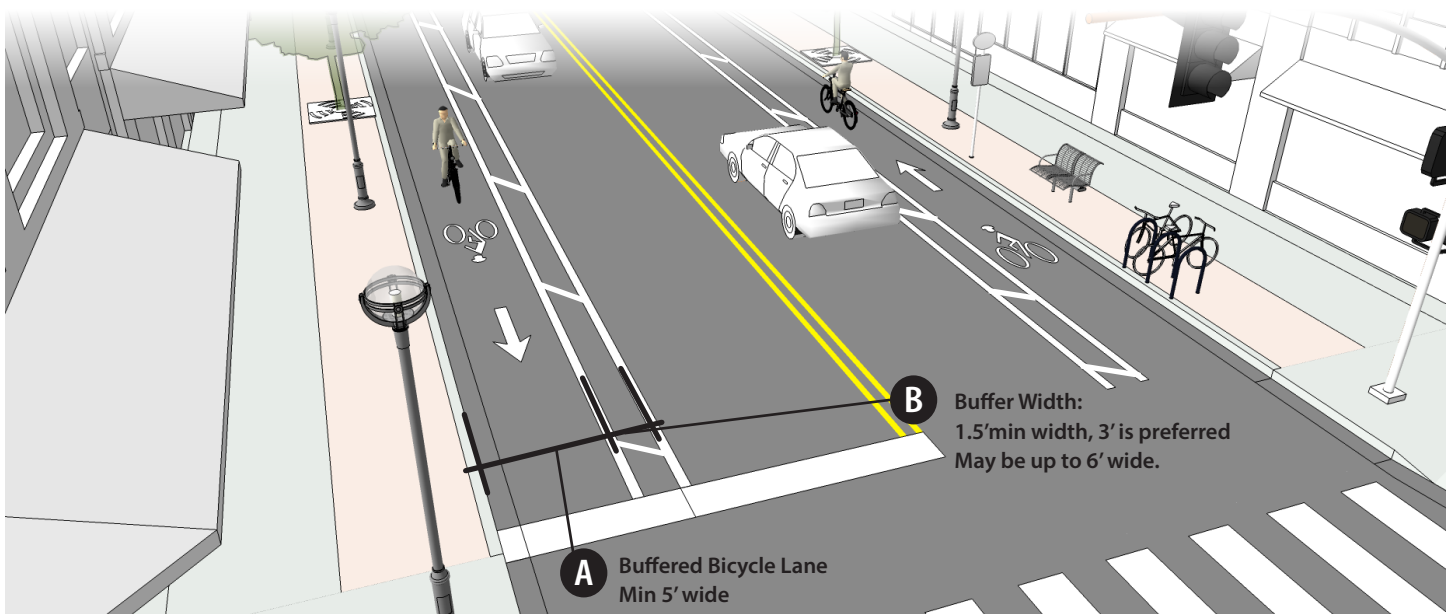 B
Buffer Width:
1.5'min width, 3' is preferred
May be up to 6' wide.
A
Buffered Bicycle Lane
Min 5' wide